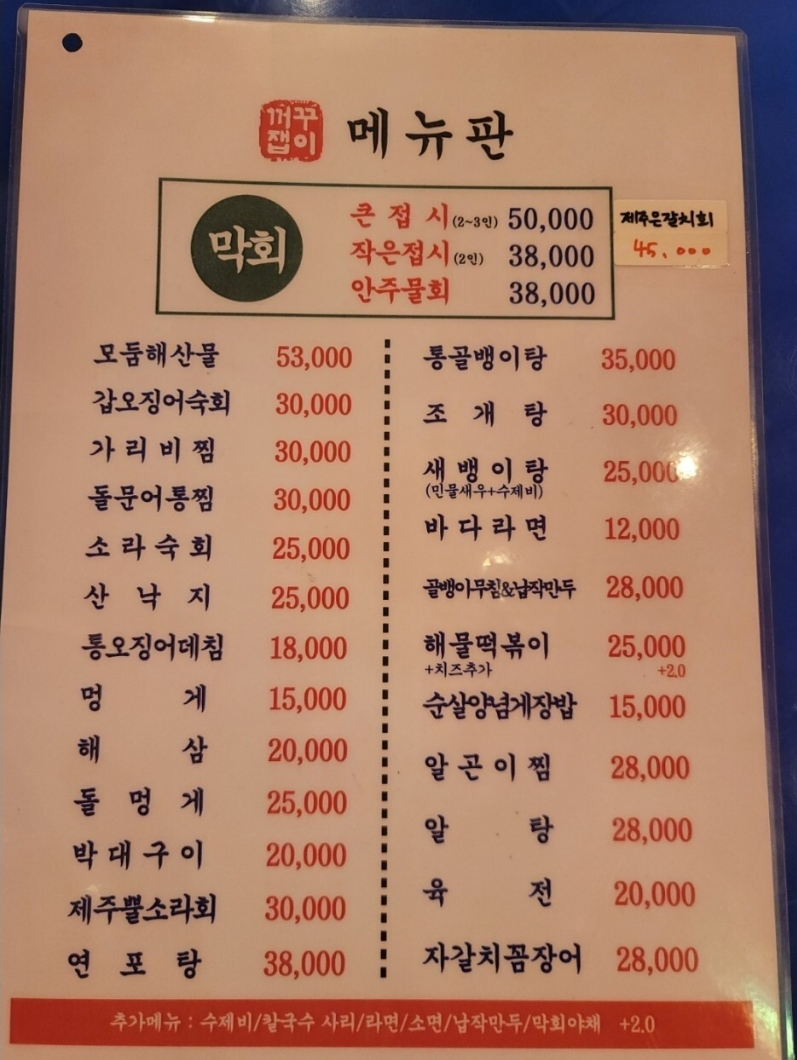 꺼꾸
잽이
메뉴판
막회
큰접시(2~3인) 50,000
작은접시(2인) 38,000
안주물회 38,000
제주은갈치회
45.000
모둠해산물 53,000
갑오징어숙회 30,000
가리비찜 30,000
돌문어통찜 30,000
소라숙회 25,000
산낙지 25,000
통오징어데침 18,000
멍게 15,000
해삼 20,000
돌멍게 25,000
박대구이 20,000
제주뿔소라회 30,000
연포탕 38,000
통골뱅이탕 35,000
조개탕 30,000
새뱅이탕 25,000
(민물새우+수제비)
바다라면 12,000
골뱅이무침&납작만두 28,000
해물떡볶이 25,000
+치즈추가 +2.0
순살양념게장밥 15,000
알곤이찜 28,000
알탕 28,000
육전 20,000
자갈치꼼장어 28,000
추가메뉴 : 수제비/칼국수 사리/라면/소면/납작만두/막회야채 +2.0